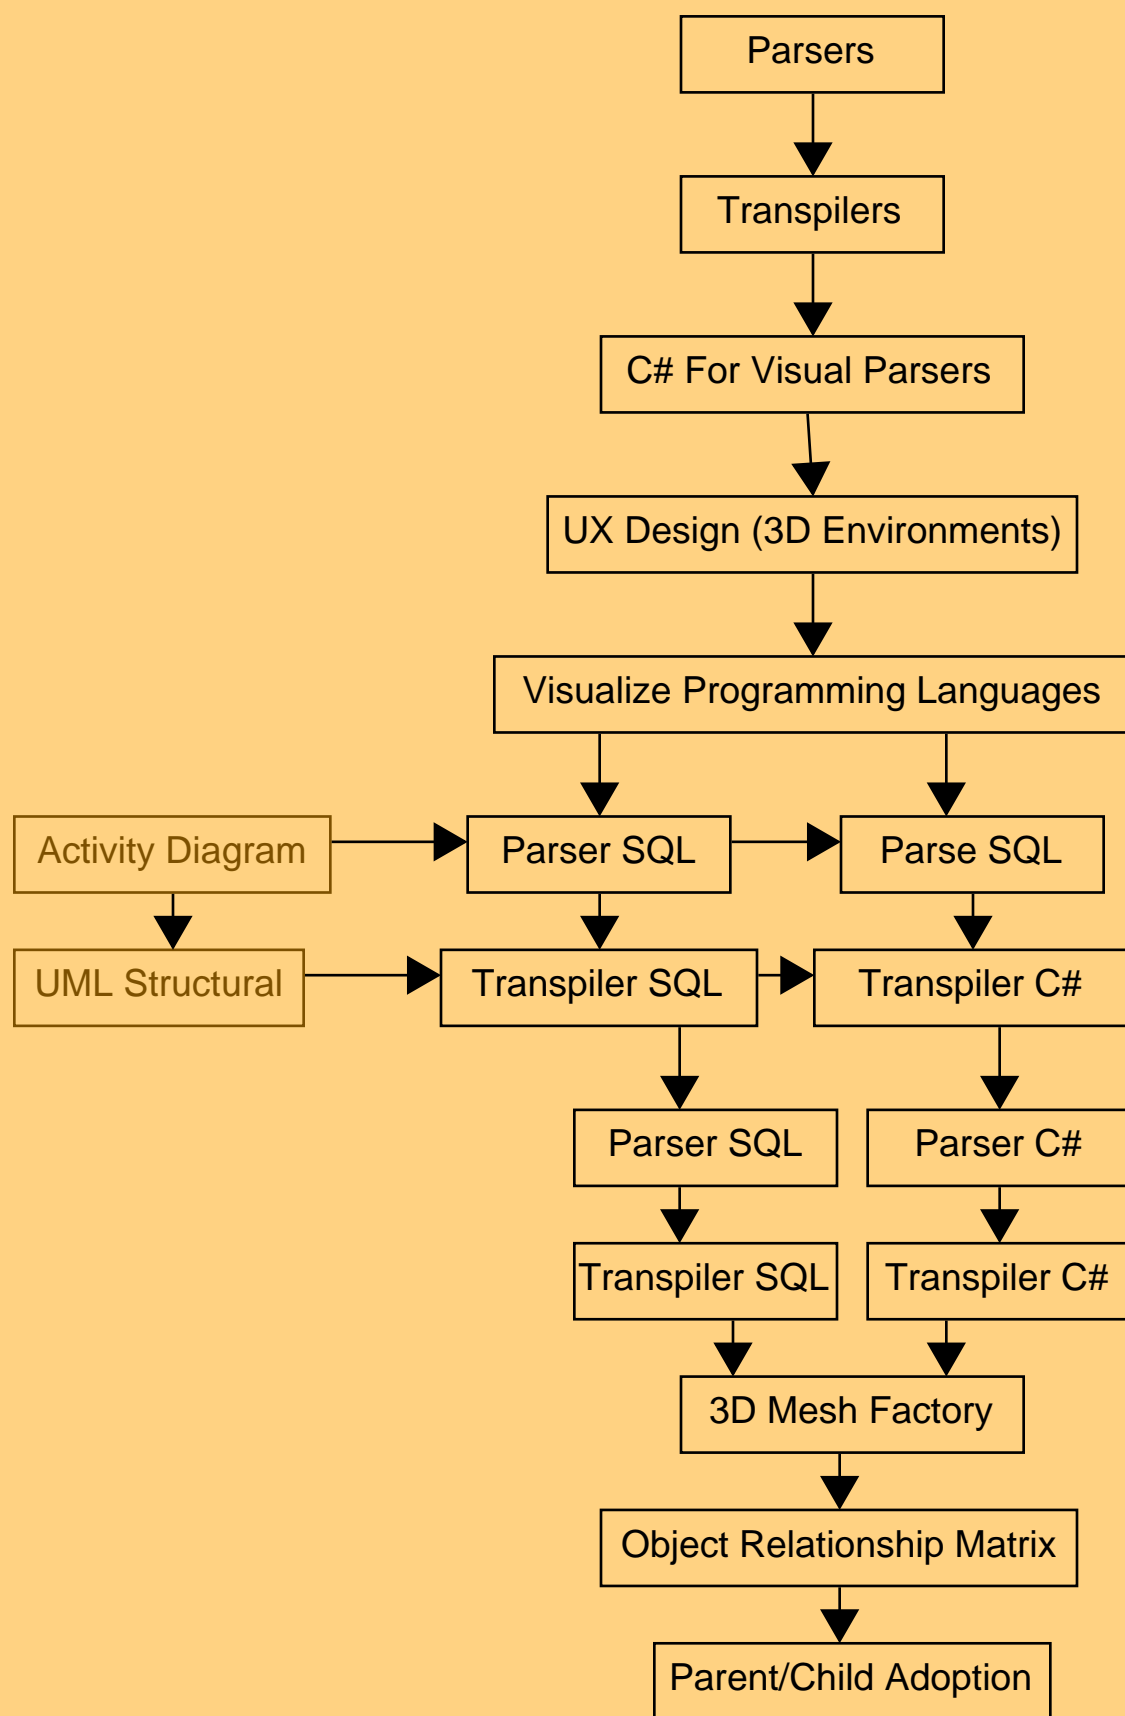 Parsers
Transpilers
C# For Visual Parsers
UX Design (3D Environments)
Visualize Programming Languages
Activity Diagram
Parser SQL
Parse SQL
UML Structural
Transpiler SQL
Transpiler C#
Parser SQL
Parser C#
Transpiler SQL
Transpiler C#
3D Mesh Factory
Object Relationship Matrix
Parent/Child Adoption